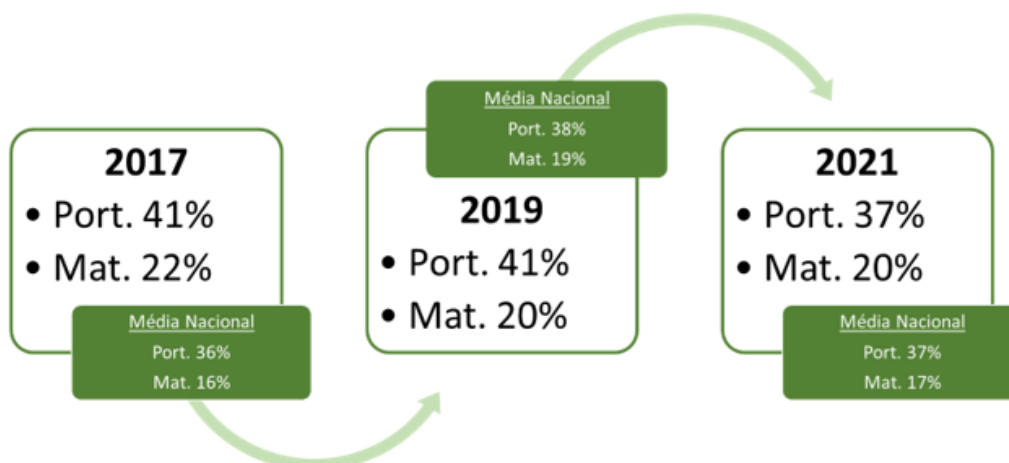 2017
• Port. 41%
• Mat. 22%
Média Nacional
Port. 36%
Mat. 16%
Média Nacional
Port. 38%
Mat. 19%
2019
• Port. 41%
• Mat. 20%
2021
• Port. 37%
• Mat. 20%
Média Nacional
Port. 37%
Mat. 17%